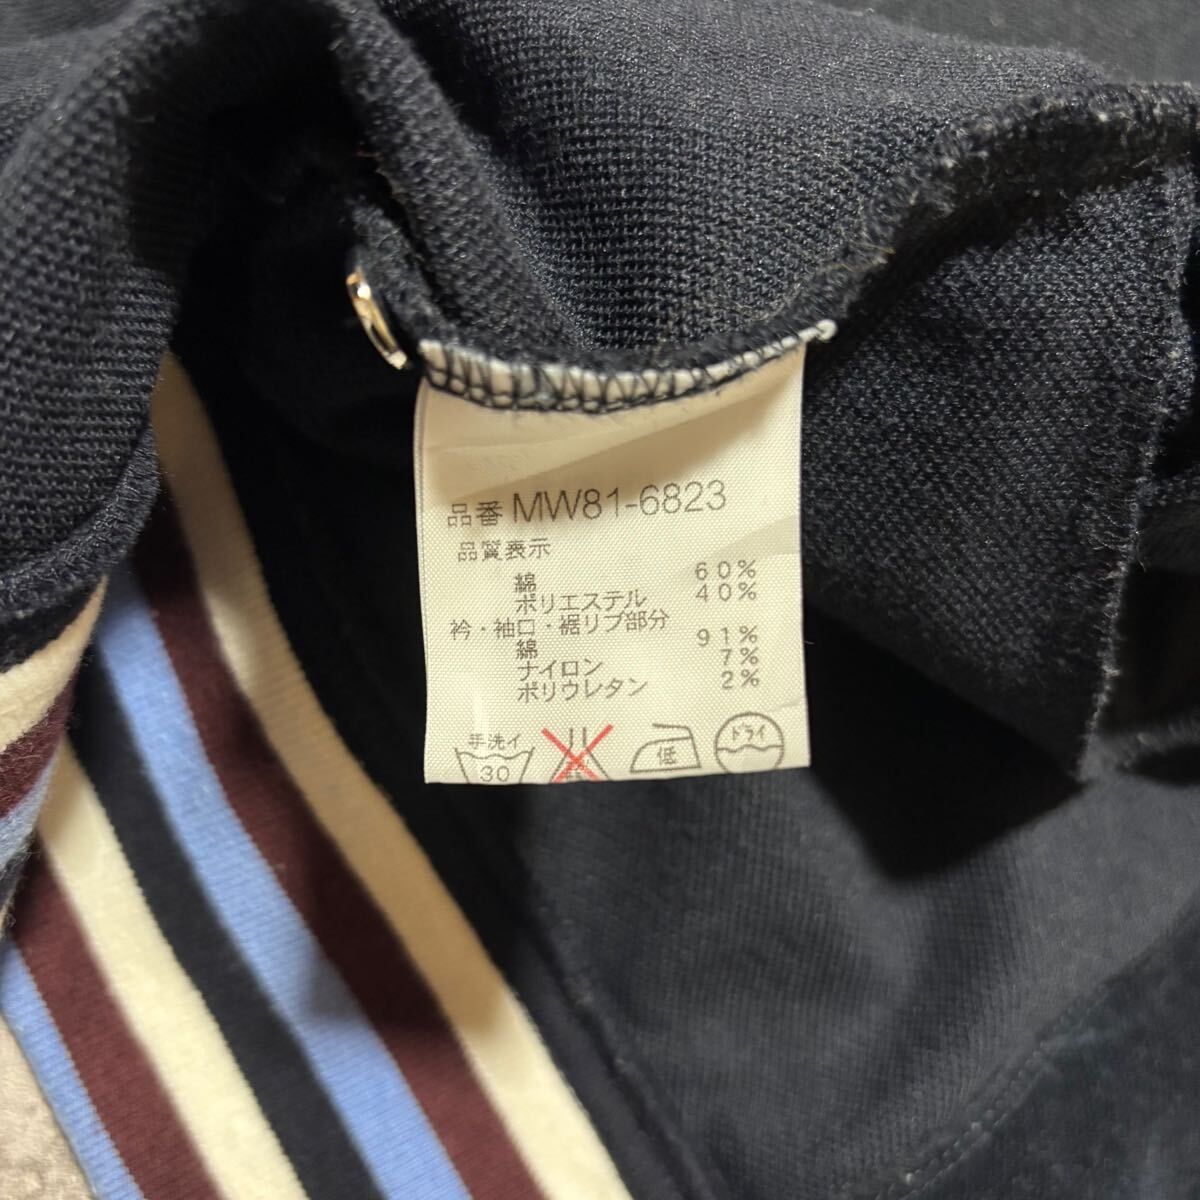 品番 MW81-6823
品質表示
綿 60%
ポリエステル 40%
衿・袖口・裾リブ部分
綿 91%
ナイロン 7%
ポリウレタン 2%
手洗イ 30 低 ドライ